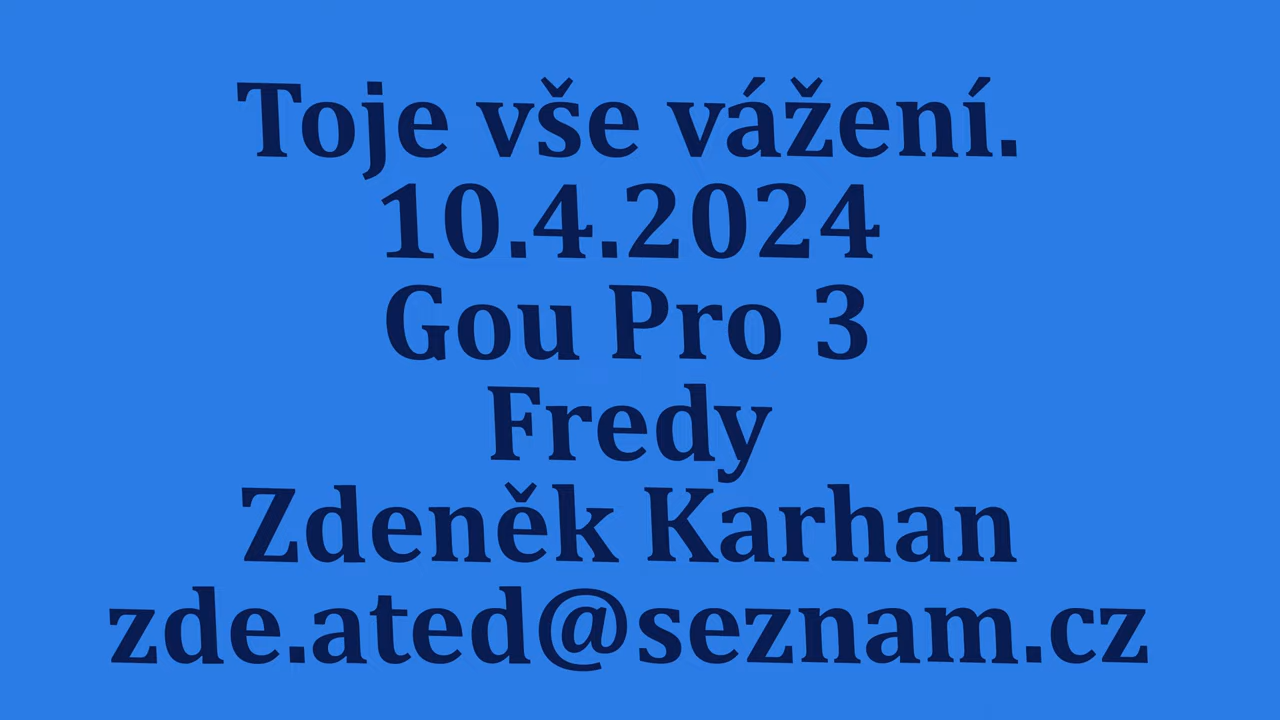 Toje vše vážení.
10.4.2024
Gou Pro 3
Fredy
Zdeněk Karhan
zde.ated@seznam.cz